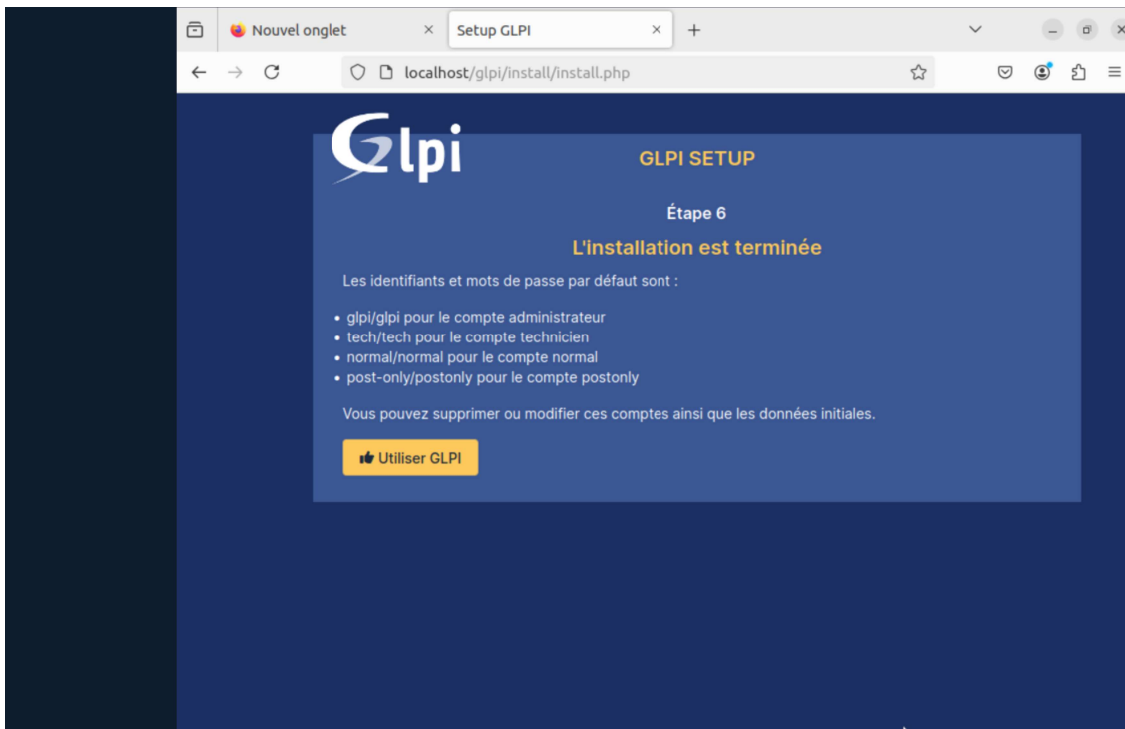 Nouvel onglet
Setup GLPI
localhost/glpi/install/install.php
Glpi
GLPI SETUP
Étape 6
L'installation est terminée
Les identifiants et mots de passe par défaut sont :
• glpi/glpi pour le compte administrateur
• tech/tech pour le compte technicien
• normal/normal pour le compte normal
• post-only/postonly pour le compte postonly
Vous pouvez supprimer ou modifier ces comptes ainsi que les données initiales.
Utiliser GLPI